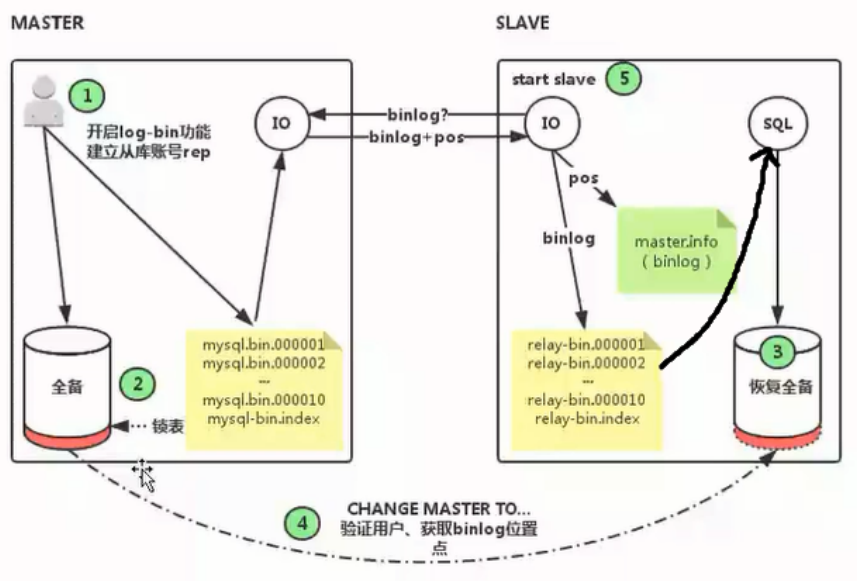 MASTER
SLAVE
1
开启log-bin功能
建立从库账号rep
IO
binlog?
binlog+pos
start slave
5
IO
SQL
pos
binlog
master.info
( binlog )
全备
2
锁表
mysql.bin.000001
mysql.bin.000002
...
mysql.bin.000010
mysql-bin.index
relay-bin.000001
relay-bin.000002
...
relay-bin.000010
relay-bin.index
3
恢复全备
4
CHANGE MASTER TO...
验证用户、获取binlog位置
点